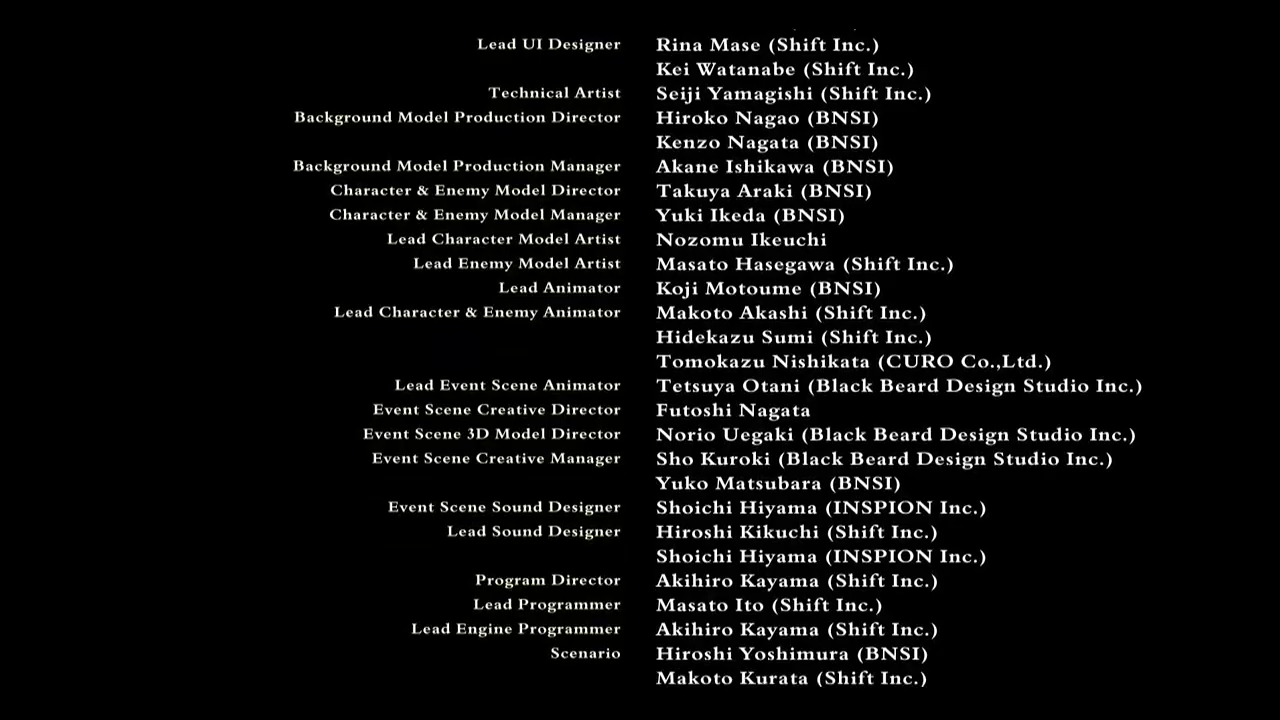 Lead UI Designer Rina Mase (Shift Inc.)
Kei Watanabe (Shift Inc.)
Technical Artist Seiji Yamagishi (Shift Inc.)
Background Model Production Director Hiroko Nagao (BNSI)
Kenzo Nagata (BNSI)
Background Model Production Manager Akane Ishikawa (BNSI)
Character & Enemy Model Director Takuya Araki (BNSI)
Character & Enemy Model Manager Yuki Ikeda (BNSI)
Lead Character Model Artist Nozomu Ikeuchi
Lead Enemy Model Artist Masato Hasegawa (Shift Inc.)
Lead Animator Koji Motoume (BNSI)
Lead Character & Enemy Animator Makoto Akashi (Shift Inc.)
Hidekazu Sumi (Shift Inc.)
Tomokazu Nishikata (CURO Co.,Ltd.)
Lead Event Scene Animator Tetsuya Otani (Black Beard Design Studio Inc.)
Event Scene Creative Director Futoshi Nagata
Event Scene 3D Model Director Norio Uegaki (Black Beard Design Studio Inc.)
Event Scene Creative Manager Sho Kuroki (Black Beard Design Studio Inc.)
Yuko Matsubara (BNSI)
Event Scene Sound Designer Shoichi Hiyama (INSPION Inc.)
Lead Sound Designer Hiroshi Kikuchi (Shift Inc.)
Shoichi Hiyama (INSPION Inc.)
Program Director Akihiro Kayama (Shift Inc.)
Lead Programmer Masato Ito (Shift Inc.)
Lead Engine Programmer Akihiro Kayama (Shift Inc.)
Scenario Hiroshi Yoshimura (BNSI)
Makoto Kurata (Shift Inc.)